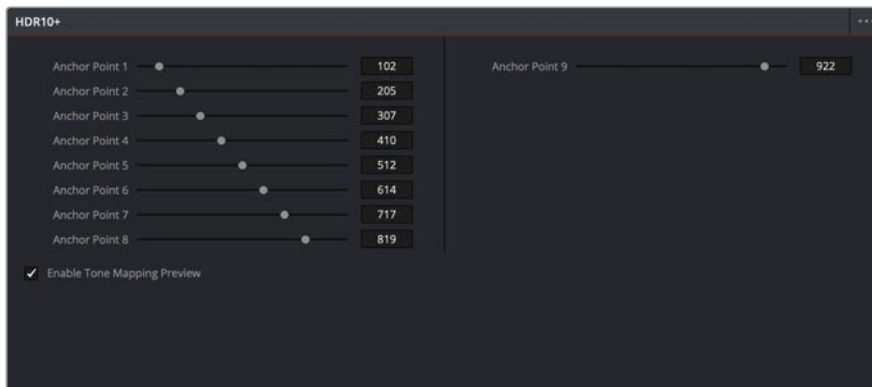 HDR10+
Anchor Point 1 102
Anchor Point 2 205
Anchor Point 3 307
Anchor Point 4 410
Anchor Point 5 512
Anchor Point 6 614
Anchor Point 7 717
Anchor Point 8 819
Anchor Point 9 922
Enable Tone Mapping Preview